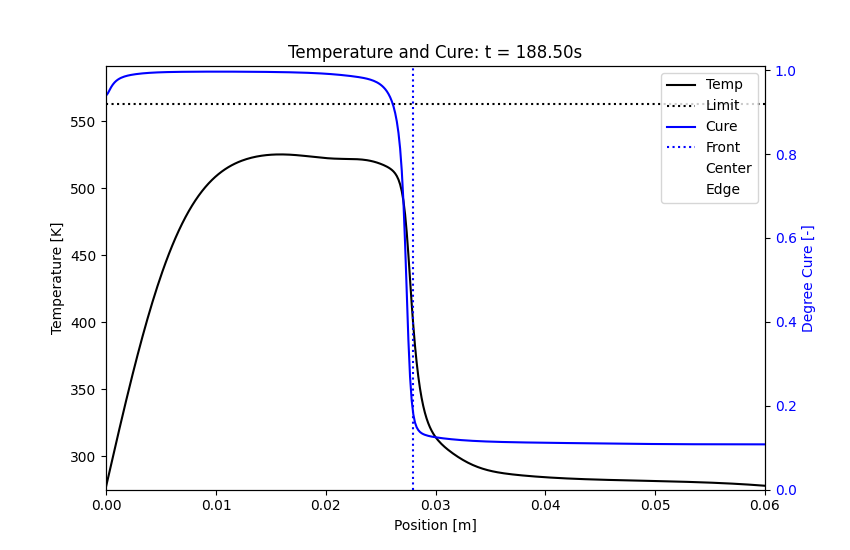 Temperature and Cure: t = 188.50s
Temp
Limit
Cure
Front
Center
Edge
Temperature [K]
550
500
450
400
350
300
1.0
0.8
0.6
0.4
0.2
0.0
Degree Cure [-]
0.00
0.01
0.02
0.03
0.04
0.05
0.06
Position [m]